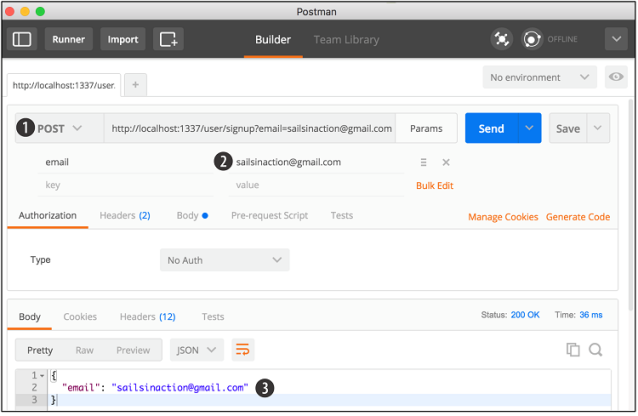 Postman
Runner Import Builder Team Library OFFLINE
http://localhost:1337/user. + No environment
1 POST http://localhost:1337/user/signup?email=sailsinaction@gmail.com Params Send Save
email 2 sailsinaction@gmail.com
key value Bulk Edit
Authorization Headers (2) Body Pre-request Script Tests Manage Cookies Generate Code
Type No Auth
Body Cookies Headers (12) Tests Status: 200 OK Time: 36 ms
Pretty Raw Preview JSON
1 {
2 "email": "sailsinaction@gmail.com" 3
3 }